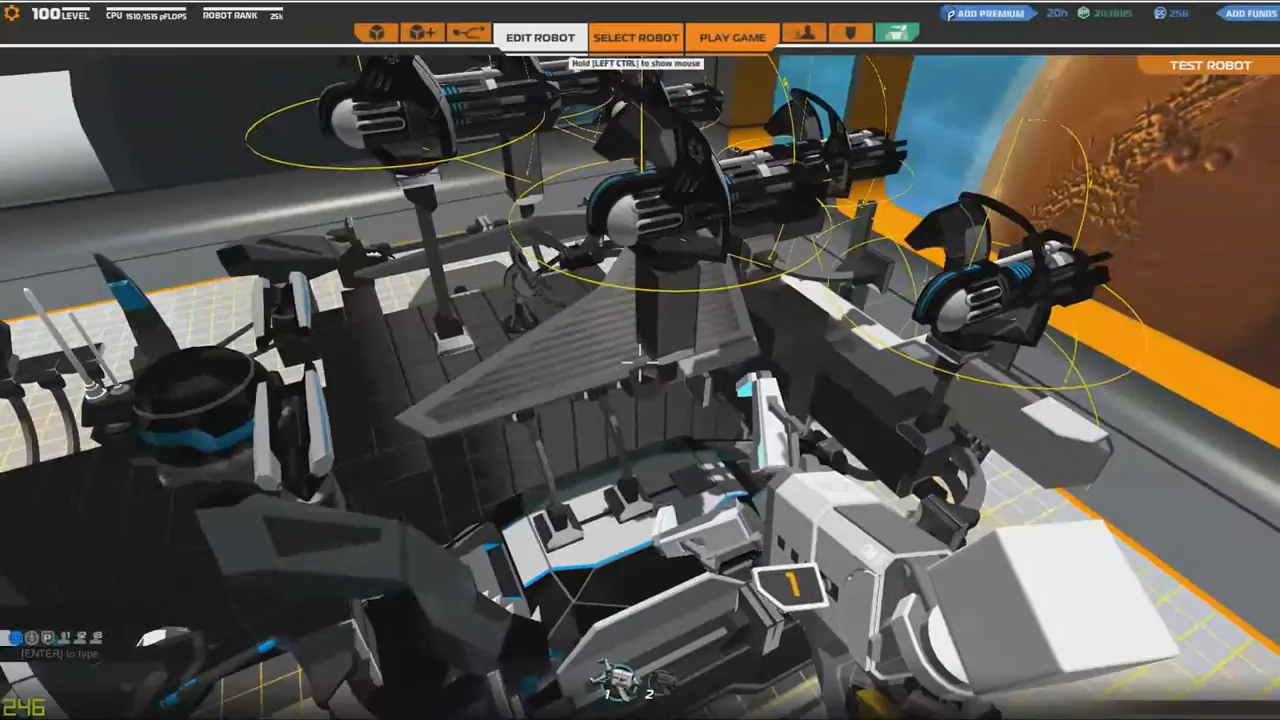 100 LEVEL
CPU 1510/1515 pFLOPS
ROBOT RANK 25k
ADD PREMIUM
20h
256
ADD FUNDS
EDIT ROBOT
SELECT ROBOT
PLAY GAME
Hold [LEFT CTRL] to show mouse
TEST ROBOT
1
P
[ENTER] to type
1
2
246